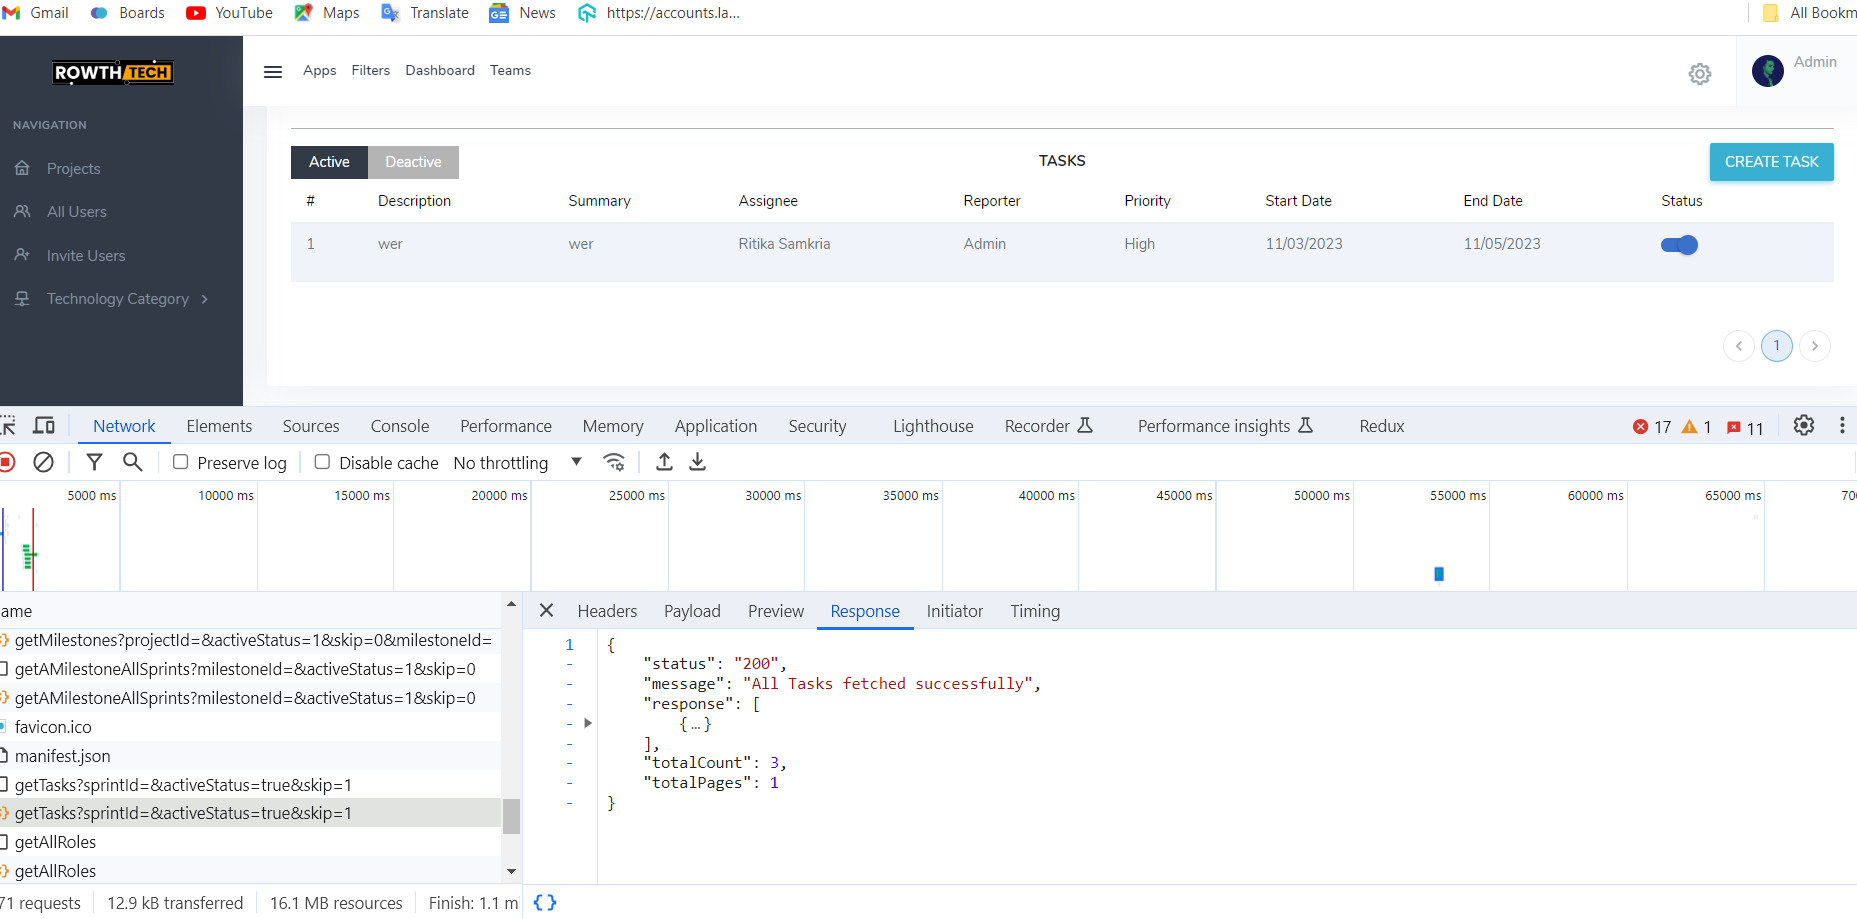 Gmail Boards YouTube Maps Translate News https://accounts.la... All Bookm
ROWTH TECH
Apps Filters Dashboard Teams
Admin
NAVIGATION
Projects
All Users
Invite Users
Technology Category
Active Deactive
TASKS
CREATE TASK
# Description Summary Assignee Reporter Priority Start Date End Date Status
1 wer wer Ritika Samkria Admin High 11/03/2023 11/05/2023
1
Network Elements Sources Console Performance Memory Application Security Lighthouse Recorder Performance insights Redux 17 1 11
Preserve log Disable cache No throttling
5000 ms 10000 ms 15000 ms 20000 ms 25000 ms 30000 ms 35000 ms 40000 ms 45000 ms 50000 ms 55000 ms 60000 ms 65000 ms 70
ame
getMilestones?projectId=&activeStatus=1&skip=0&milestoneId=
getAMilestoneAllSprints?milestoneId=&activeStatus=1&skip=0
getAMilestoneAllSprints?milestoneId=&activeStatus=1&skip=0
favicon.ico
manifest.json
getTasks?sprintId=&activeStatus=true&skip=1
getTasks?sprintId=&activeStatus=true&skip=1
getAllRoles
getAllRoles
71 requests 12.9 kB transferred 16.1 MB resources Finish: 1.1 m
Headers Payload Preview Response Initiator Timing
1 {
- "status": "200",
- "message": "All Tasks fetched successfully",
- "response": [
- {…}
- ],
- "totalCount": 3,
- "totalPages": 1
- }
{}